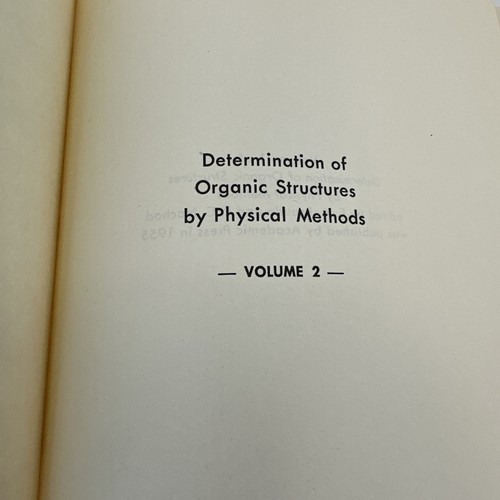 Determination of
Organic Structures
by Physical Methods
— VOLUME 2 —